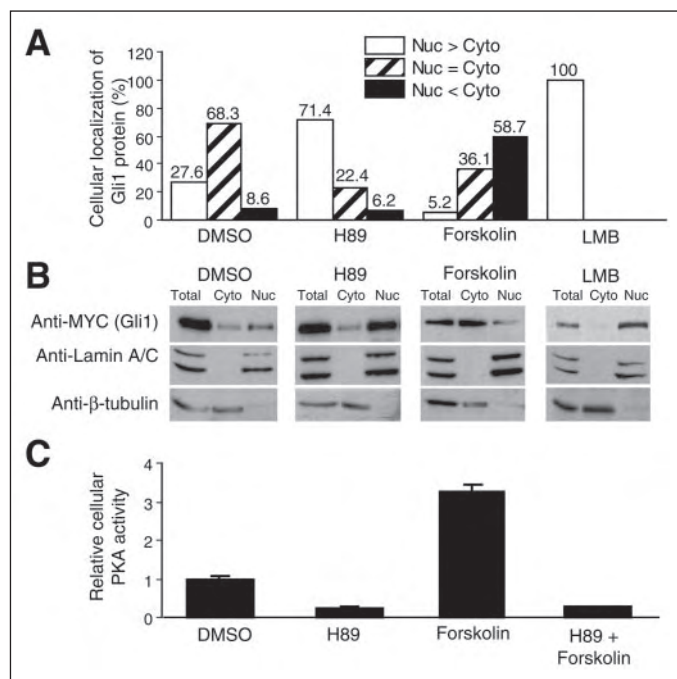 A
Nuc > Cyto
Nuc = Cyto
Nuc < Cyto
Cellular localization of
Gli1 protein (%)
120
100
80
60
40
20
0
27.6
68.3
8.6
71.4
22.4
6.2
5.2
36.1
58.7
100
DMSO H89 Forskolin LMB
B
DMSO H89 Forskolin LMB
Total Cyto Nuc Total Cyto Nuc Total Cyto Nuc Total Cyto Nuc
Anti-MYC (Gli1)
Anti-Lamin A/C
Anti-β-tubulin
C
Relative cellular
PKA activity
4
3
2
1
0
DMSO H89 Forskolin H89 +
Forskolin